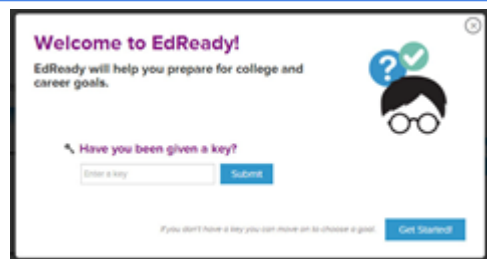 Welcome to EdReady!
EdReady will help you prepare for college and
career goals.
?
Have you been given a key?
Enter a key
Submit
If you don't have a key you can move on to choose a goal.
Get Started!